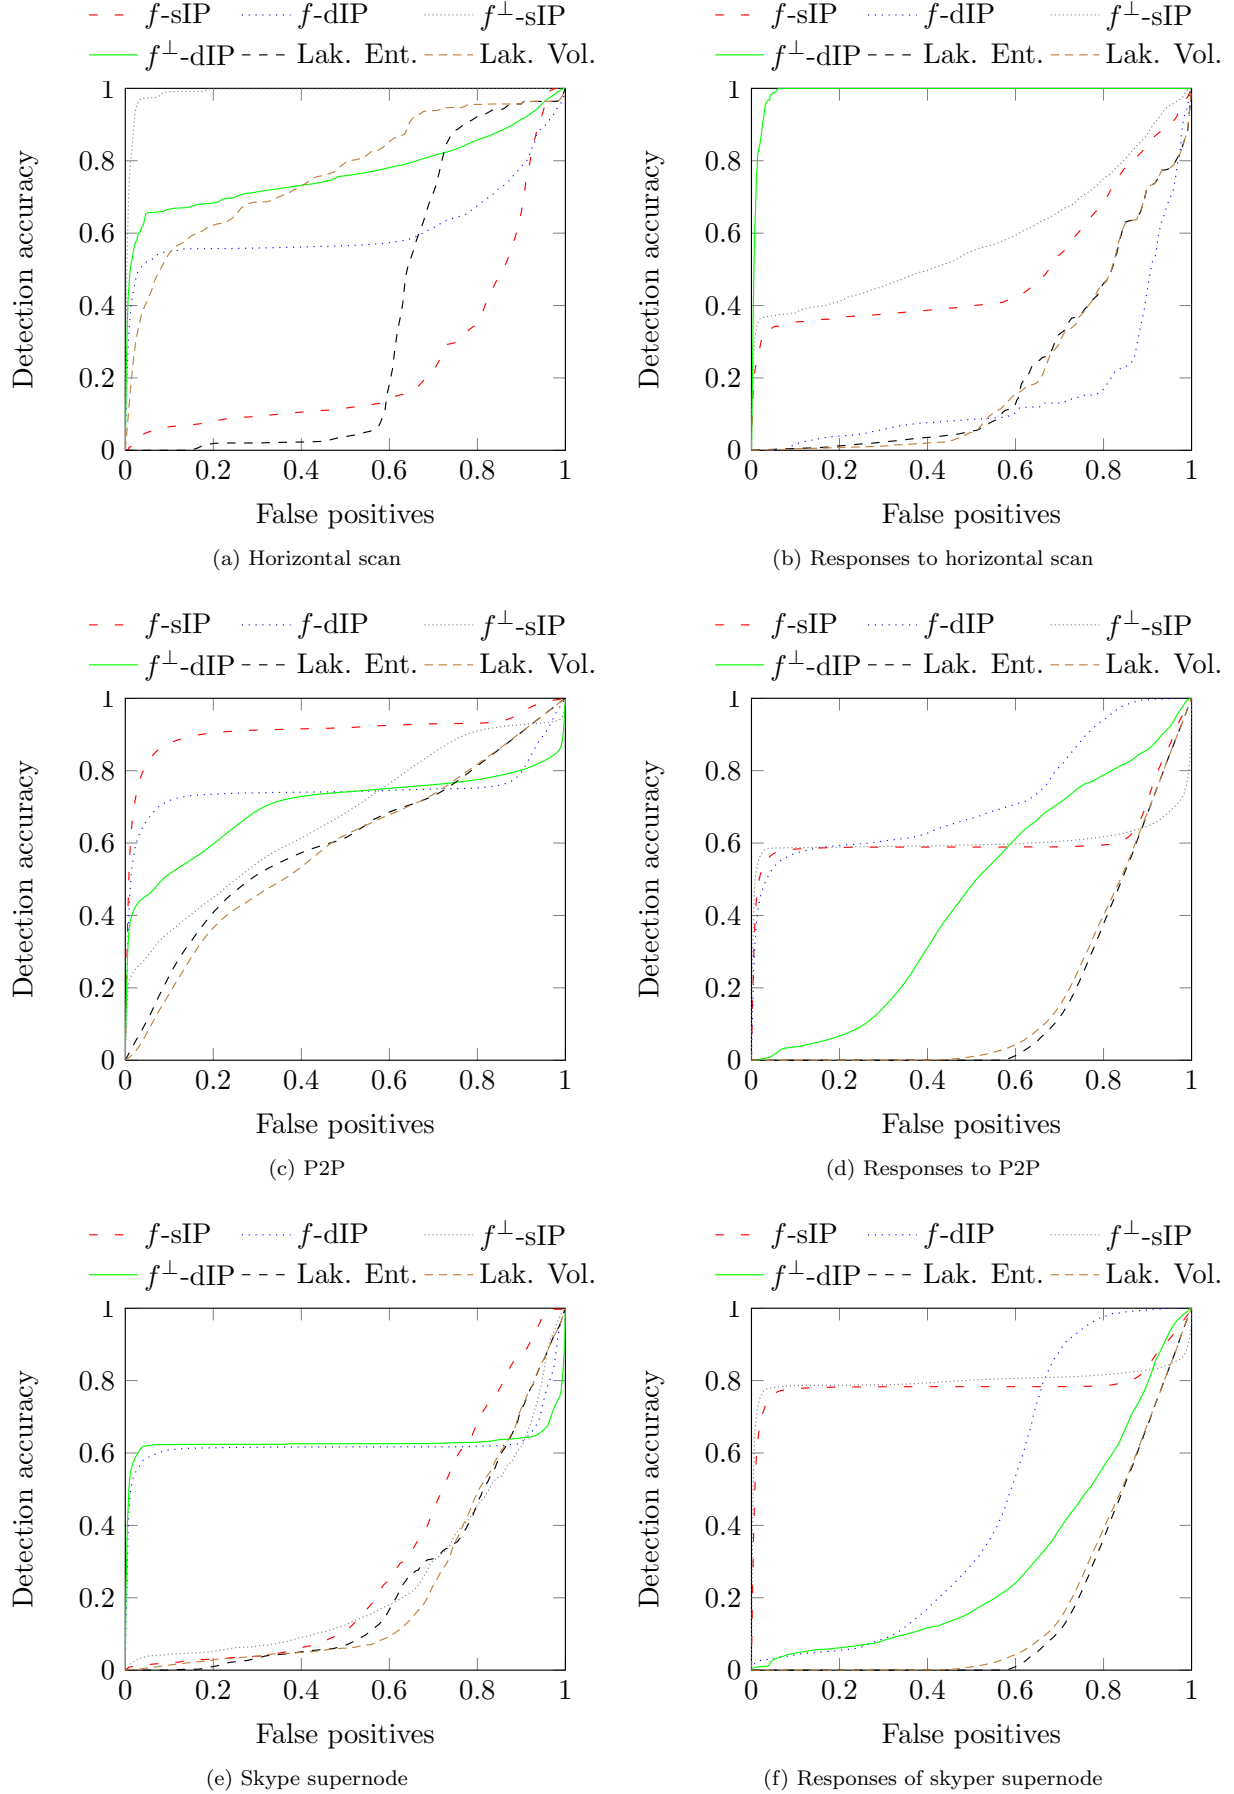 f-sIP f-dIP f⊥-sIP f-sIP f-dIP f⊥-sIP
f⊥-dIP Lak. Ent. Lak. Vol. f⊥-dIP Lak. Ent. Lak. Vol.
1
0.8
0.6
0.4
0.2
0
Detection accuracy
0 0.2 0.4 0.6 0.8 1
False positives
(a) Horizontal scan
1
0.8
0.6
0.4
0.2
0
Detection accuracy
0 0.2 0.4 0.6 0.8 1
False positives
(b) Responses to horizontal scan
f-sIP f-dIP f⊥-sIP f-sIP f-dIP f⊥-sIP
f⊥-dIP Lak. Ent. Lak. Vol. f⊥-dIP Lak. Ent. Lak. Vol.
1
0.8
0.6
0.4
0.2
0
Detection accuracy
0 0.2 0.4 0.6 0.8 1
False positives
(c) P2P
1
0.8
0.6
0.4
0.2
0
Detection accuracy
0 0.2 0.4 0.6 0.8 1
False positives
(d) Responses to P2P
f-sIP f-dIP f⊥-sIP f-sIP f-dIP f⊥-sIP
f⊥-dIP Lak. Ent. Lak. Vol. f⊥-dIP Lak. Ent. Lak. Vol.
1
0.8
0.6
0.4
0.2
0
Detection accuracy
0 0.2 0.4 0.6 0.8 1
False positives
(e) Skype supernode
1
0.8
0.6
0.4
0.2
0
Detection accuracy
0 0.2 0.4 0.6 0.8 1
False positives
(f) Responses of skyper supernode